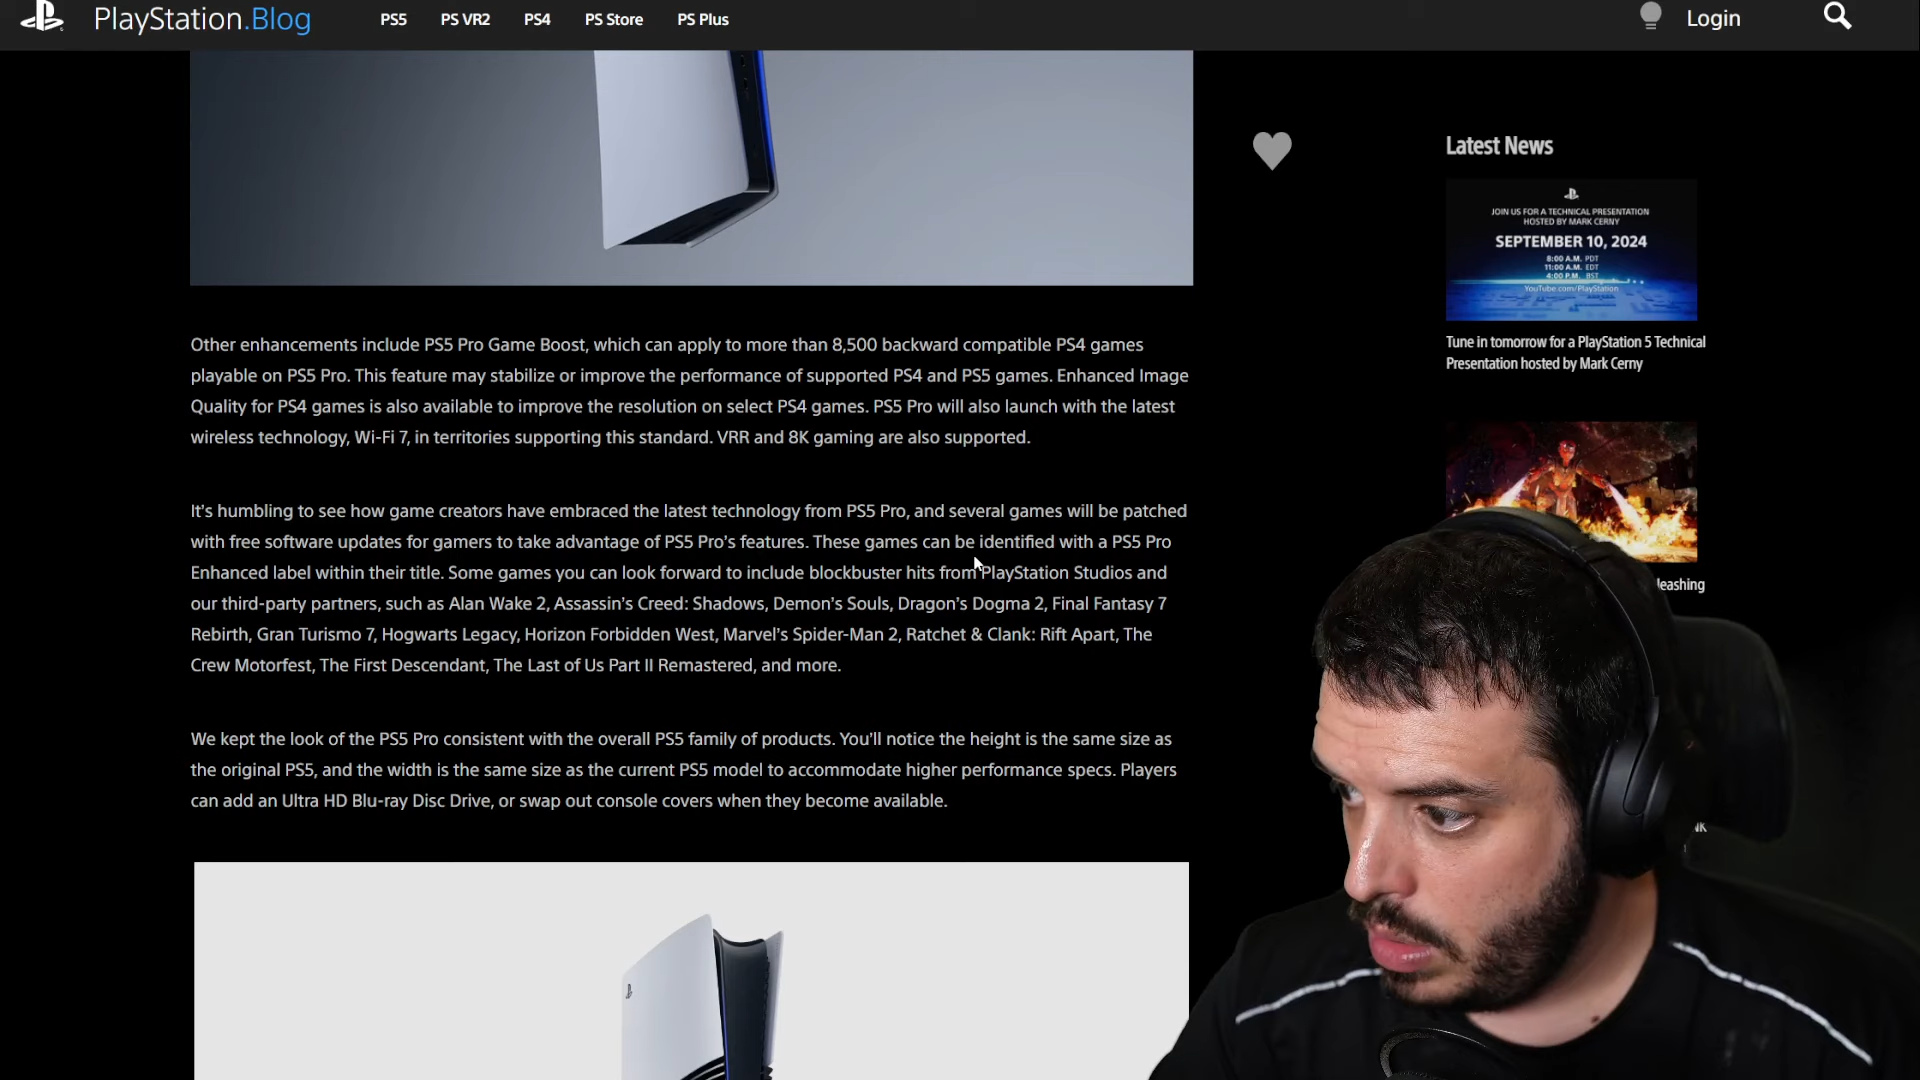 PlayStation.Blog
PS5
PS VR2
PS4
PS Store
PS Plus
Login
Other enhancements include PS5 Pro Game Boost, which can apply to more than 8,500 backward compatible PS4 games
playable on PS5 Pro. This feature may stabilize or improve the performance of supported PS4 and PS5 games. Enhanced Image
Quality for PS4 games is also available to improve the resolution on select PS4 games. PS5 Pro will also launch with the latest
wireless technology, Wi-Fi 7, in territories supporting this standard. VRR and 8K gaming are also supported.
It's humbling to see how game creators have embraced the latest technology from PS5 Pro, and several games will be patched
with free software updates for gamers to take advantage of PS5 Pro's features. These games can be identified with a PS5 Pro
Enhanced label within their title. Some games you can look forward to include blockbuster hits from PlayStation Studios and
our third-party partners, such as Alan Wake 2, Assassin's Creed: Shadows, Demon's Souls, Dragon's Dogma 2, Final Fantasy 7
Rebirth, Gran Turismo 7, Hogwarts Legacy, Horizon Forbidden West, Marvel's Spider-Man 2, Ratchet & Clank: Rift Apart, The
Crew Motorfest, The First Descendant, The Last of Us Part II Remastered, and more.
We kept the look of the PS5 Pro consistent with the overall PS5 family of products. You'll notice the height is the same size as
the original PS5, and the width is the same size as the current PS5 model to accommodate higher performance specs. Players
can add an Ultra HD Blu-ray Disc Drive, or swap out console covers when they become available.
Latest News
JOIN US FOR A TECHNICAL PRESENTATION
HOSTED BY MARK CERNY
SEPTEMBER 10, 2024
8:00 A.M. PDT
11:00 A.M. EDT
4:00 P.M. BST
YouTube.com/PlayStation
Tune in tomorrow for a PlayStation 5 Technical
Presentation hosted by Mark Cerny